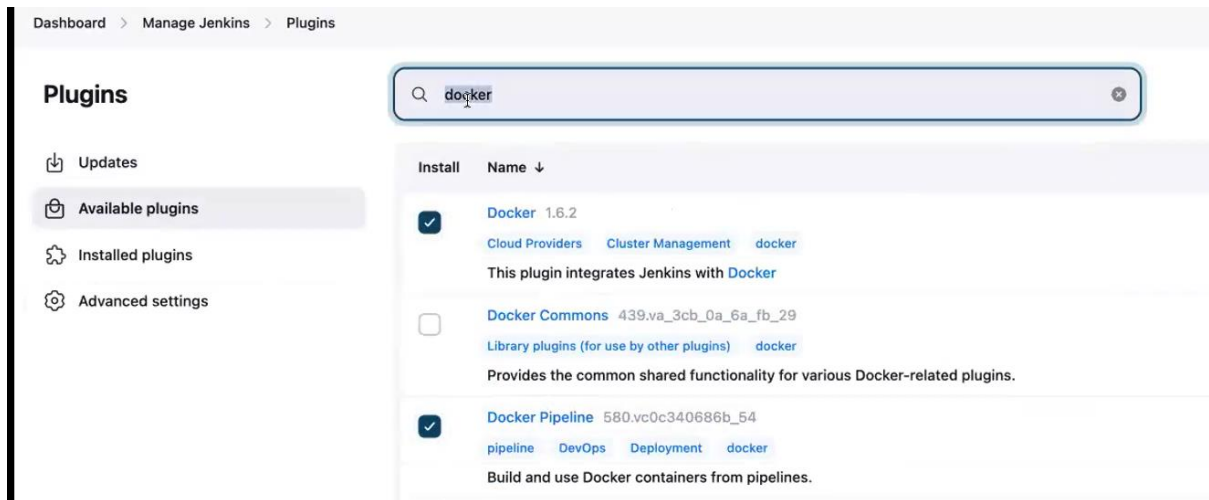 Dashboard > Manage Jenkins > Plugins
Plugins
docker
Updates
Available plugins
Installed plugins
Advanced settings
Install Name ↓
Docker 1.6.2
Cloud Providers Cluster Management docker
This plugin integrates Jenkins with Docker
Docker Commons 439.va_3cb_0a_6a_fb_29
Library plugins (for use by other plugins) docker
Provides the common shared functionality for various Docker-related plugins.
Docker Pipeline 580.vc0c340686b_54
pipeline DevOps Deployment docker
Build and use Docker containers from pipelines.